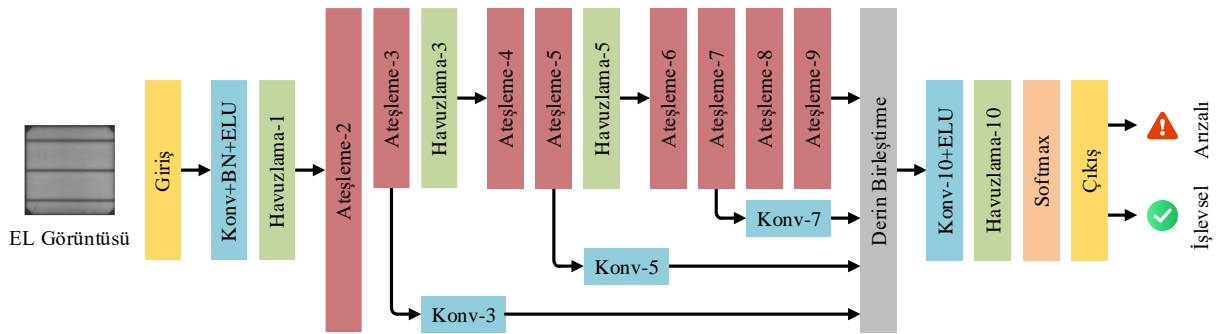 EL Görüntüsü
Giriş
Konv+BN+ELU
Havuzlama-1
Ateşleme-2
Ateşleme-3
Havuzlama-3
Ateşleme-4
Ateşleme-5
Havuzlama-5
Ateşleme-6
Ateşleme-7
Ateşleme-8
Ateşleme-9
Konv-7
Konv-5
Konv-3
Derin Birleştirme
Konv-10+ELU
Havuzlama-10
Softmax
Çıkış
Arızalı
İşlevsel